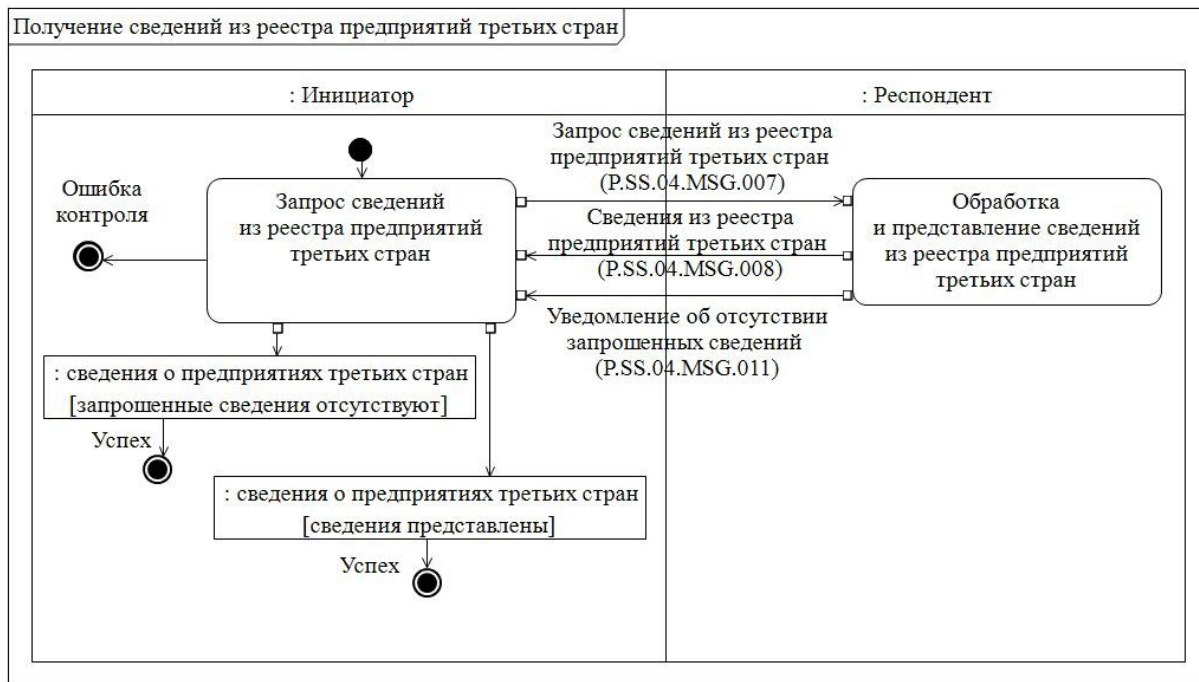 Получение сведений из реестра предприятий третьих стран
: Инициатор
: Респондент
Ошибка
контроля
Запрос сведений
из реестра предприятий
третьих стран
Запрос сведений из реестра
предприятий третьих стран
(P.SS.04.MSG.007)
Сведения из реестра
предприятий третьих стран
(P.SS.04.MSG.008)
Уведомление об отсутствии
запрошенных сведений
(P.SS.04.MSG.011)
Обработка
и представление сведений
из реестра предприятий
третьих стран
: сведения о предприятиях третьих стран
[запрошенные сведения отсутствуют]
Успех
: сведения о предприятиях третьих стран
[сведения представлены]
Успех